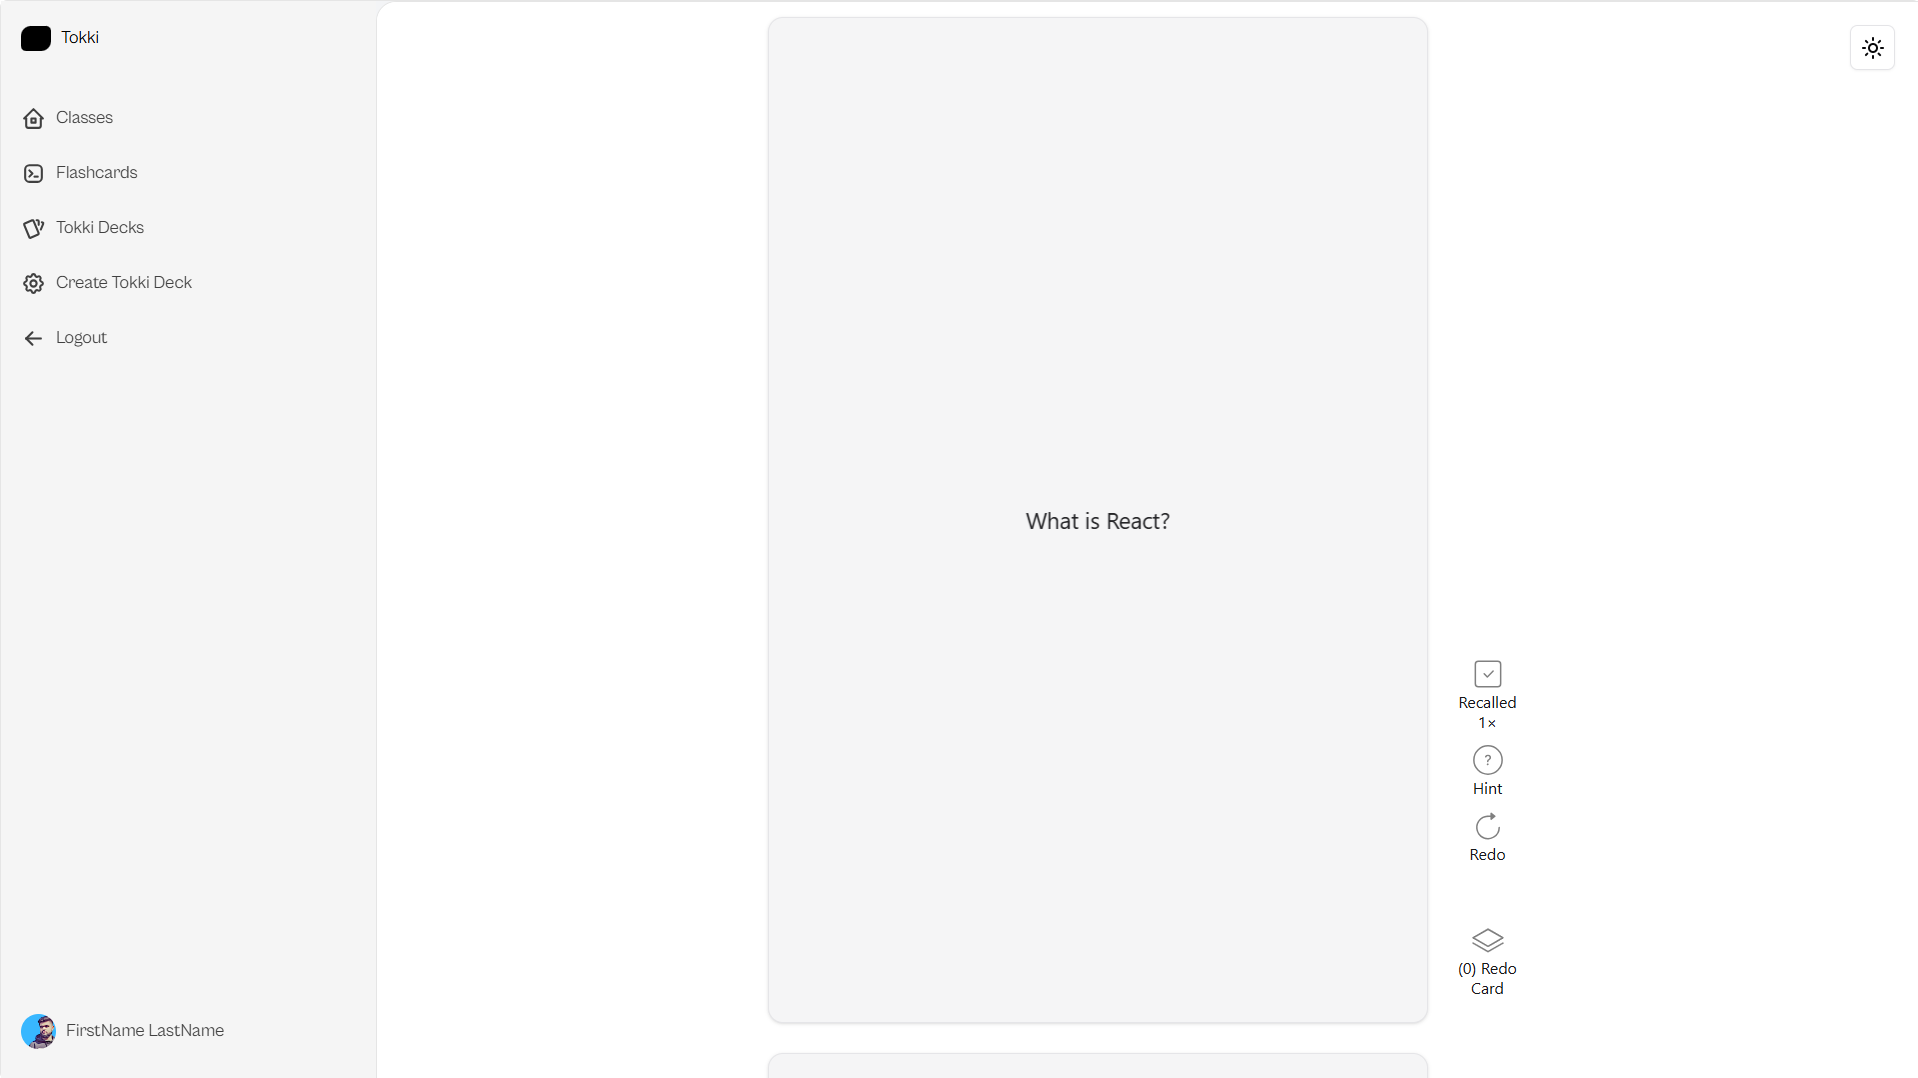 Tokki
Classes
Flashcards
Tokki Decks
Create Tokki Deck
Logout
FirstName LastName
What is React?
Recalled
1×
?
Hint
Redo
(0) Redo
Card